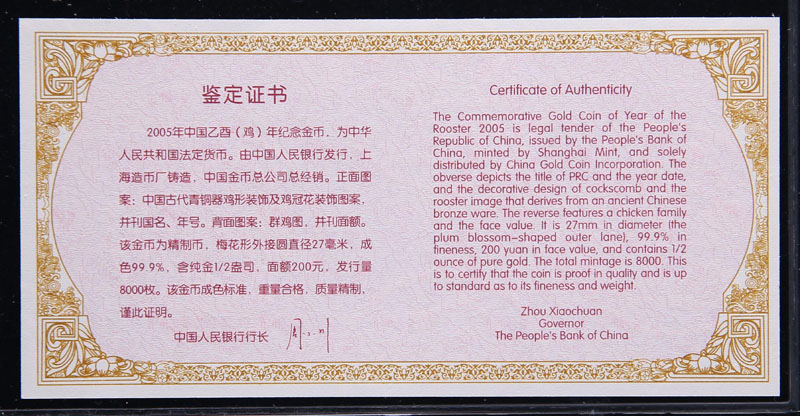 鉴定证书
2005年中国乙酉（鸡）年纪念金币，为中华
人民共和国法定货币。由中国人民银行发行，上
海造币厂铸造，中国金币总公司总经销。正面图
案：中国古代青铜器鸡形装饰及鸡冠花装饰图案，
并刊国名、年号。背面图案：群鸡图，并刊面额。
该金币为精制币，梅花形外接圆直径27毫米，成
色99.9%，含纯金1/2盎司，面额200元，发行量
8000枚。该金币成色标准，重量合格，质量精制，
谨此证明。
中国人民银行行长
Certificate of Authenticity
The Commemorative Gold Coin of Year of the
Rooster 2005 is legal tender of the People's
Republic of China, issued by the People's Bank of
China, minted by Shanghai Mint, and solely
distributed by China Gold Coin Incorporation. The
obverse depicts the title of PRC and the year date,
and the decorative design of cockscomb and the
rooster image that derives from an ancient Chinese
bronze ware. The reverse features a chicken family
and the face value. It is 27mm in diameter (the
plum blossom-shaped outer lane), 99.9% in
fineness, 200 yuan in face value, and contains 1/2
ounce of pure gold. The total mintage is 8000. This
is to certify that the coin is proof in quality and is up
to standard as to its fineness and weight.
Zhou Xiaochuan
Governor
The People's Bank of China